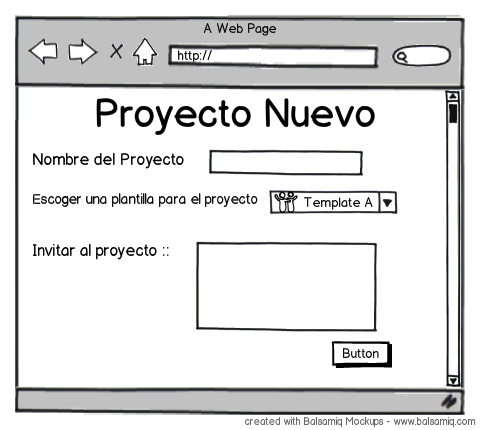 A Web Page
http://
Proyecto Nuevo
Nombre del Proyecto
Escoger una plantilla para el proyecto
Template A
Invitar al proyecto ::
Button
created with Balsamiq Mockups - www.balsamiq.com